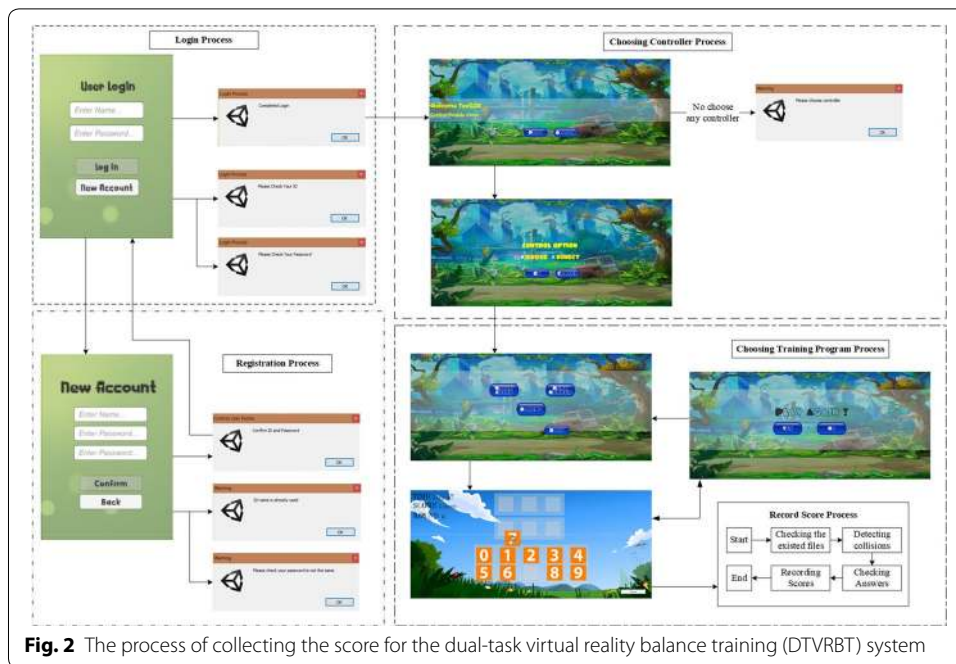 Login Process
User Login
Enter Name...
Enter Password...
Log In
New Account
Login Process
Completed Login
OK
Login Process
Please Check Your ID
OK
Login Process
Please Check Your Password
OK
Choosing Controller Process
No choose
any controller
Warning
Please choose controller
OK
CONTROL OPTION
Registration Process
New Account
Enter Name...
Enter Password...
Enter Password...
Confirm
Back
Confirm ID and Password
OK
Warning
OK
Warning
OK
Choosing Training Program Process
?
0 1 2 3 4
5 6 8 9
Record Score Process
Start
Checking the
existed files
Detecting
collisions
End
Recording
Scores
Checking
Answers
Fig. 2 The process of collecting the score for the dual-task virtual reality balance training (DTVRBT) system